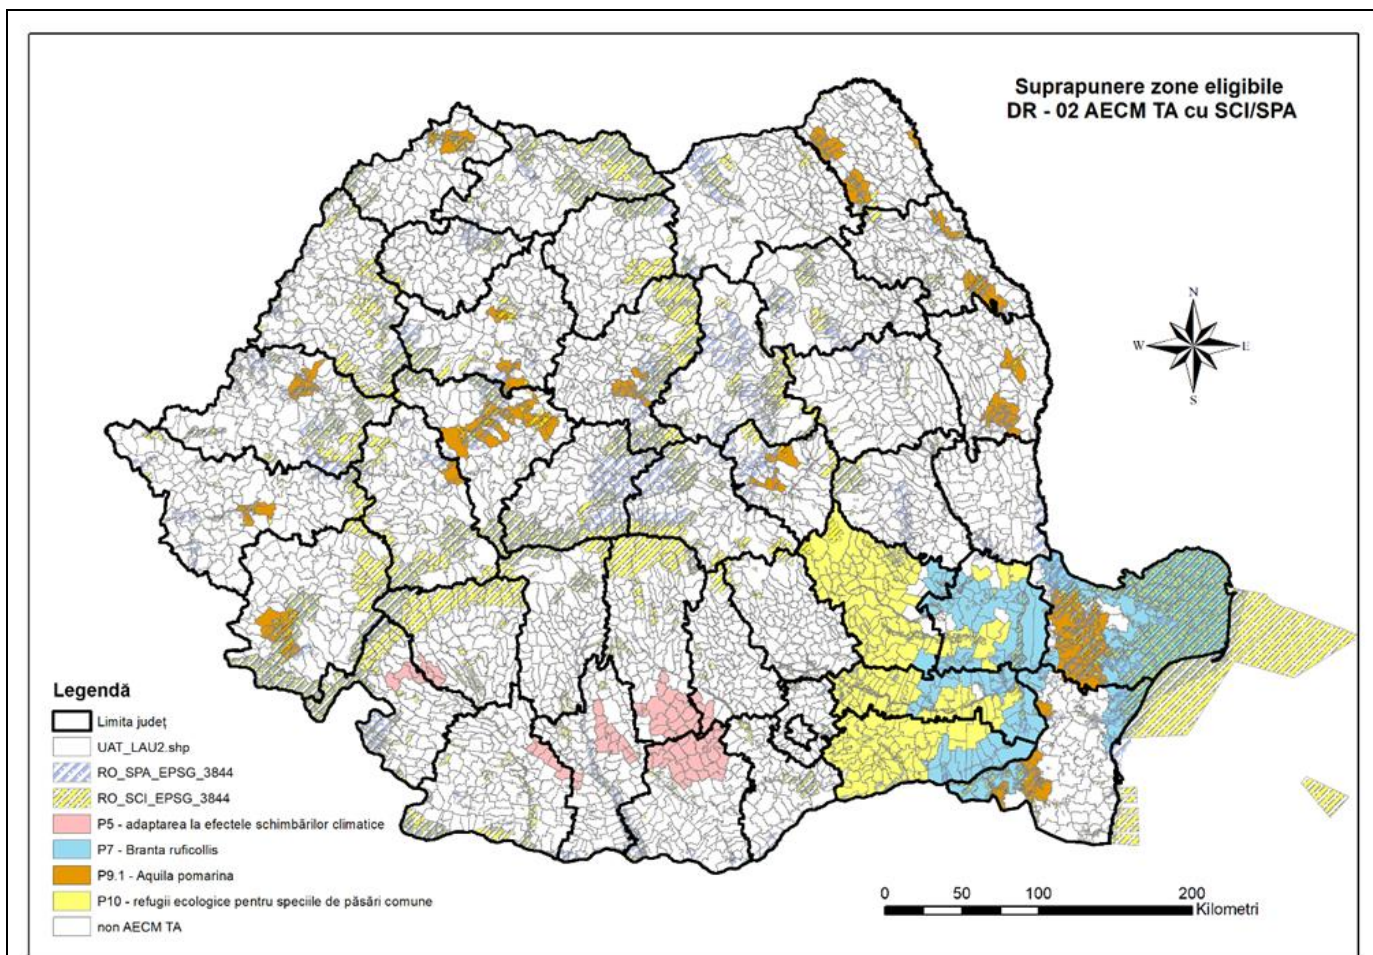 Suprapunere zone eligibile
DR - 02 AECM TA cu SCI/SPA
N
W
E
S
Legendă
Limita județ
UAT_LAU2.shp
RO_SPA_EPSG_3844
RO_SCI_EPSG_3844
P5 - adaptarea la efectele schimbărilor climatice
P7 - Branta ruficollis
P9.1 - Aquila pomarina
P10 - refugii ecologice pentru speciile de păsări comune
non AECM TA
0 50 100 200
Kilometri